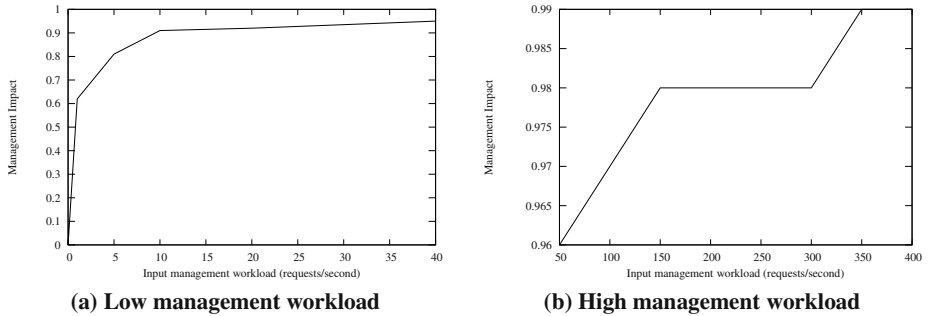 1
0.9
0.8
0.7
0.6
0.5
0.4
0.3
0.2
0.1
0
Management Impact
0 5 10 15 20 25 30 35 40
Input management workload (requests/second)
(a) Low management workload
0.99
0.985
0.98
0.975
0.97
0.965
0.96
Management Impact
50 100 150 200 250 300 350 400
Input management workload (requests/second)
(b) High management workload